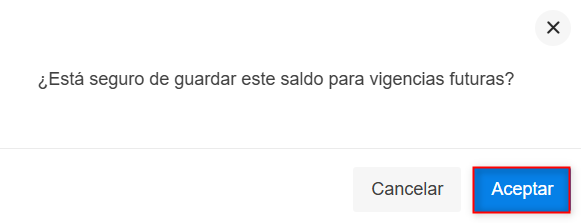 ¿Está seguro de guardar este saldo para vigencias futuras?
Cancelar
Aceptar